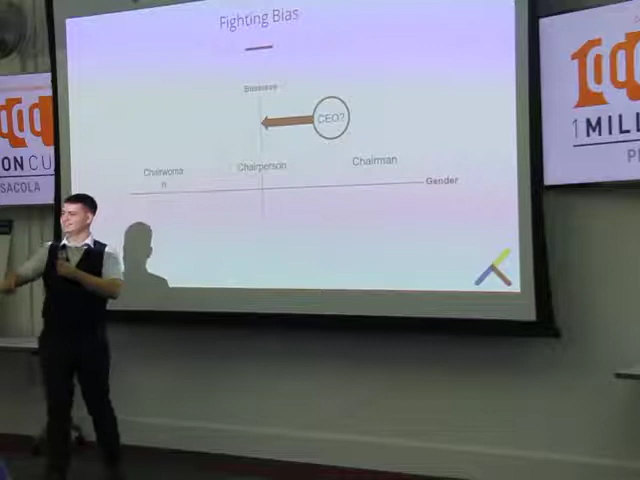 Fighting Bias
Business
CEO?
Chairwoma
n
Chairperson
Chairman
Gender
ON CU
SACOLA
1 MILL